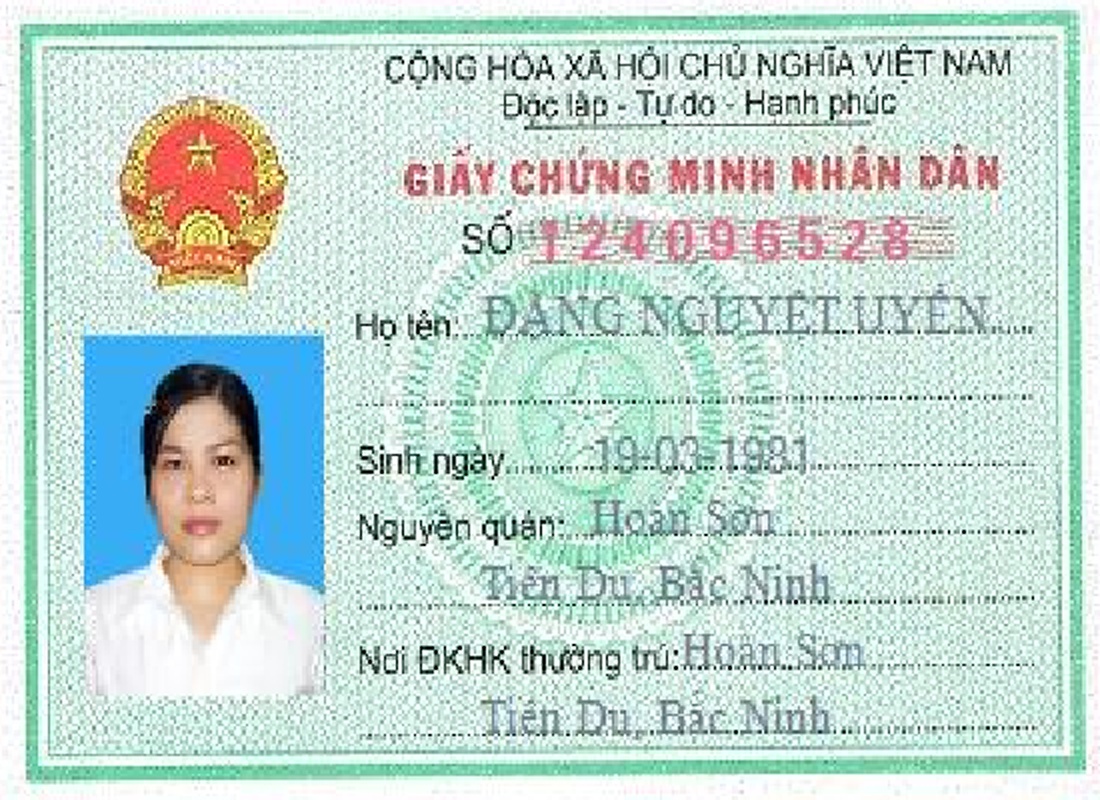 CỘNG HÒA XÃ HỘI CHỦ NGHĨA VIỆT NAM
Độc lập - Tự do - Hạnh phúc
GIẤY CHỨNG MINH NHÂN DÂN
SỐ 124096528
Họ tên: ĐẶNG NGUYỆT UYÊN
Sinh ngày 19-03-1981
Nguyên quán: Hoàn Sơn
Tiên Du, Bắc Ninh
Nơi ĐKHK thường trú: Hoàn Sơn
Tiên Du, Bắc Ninh